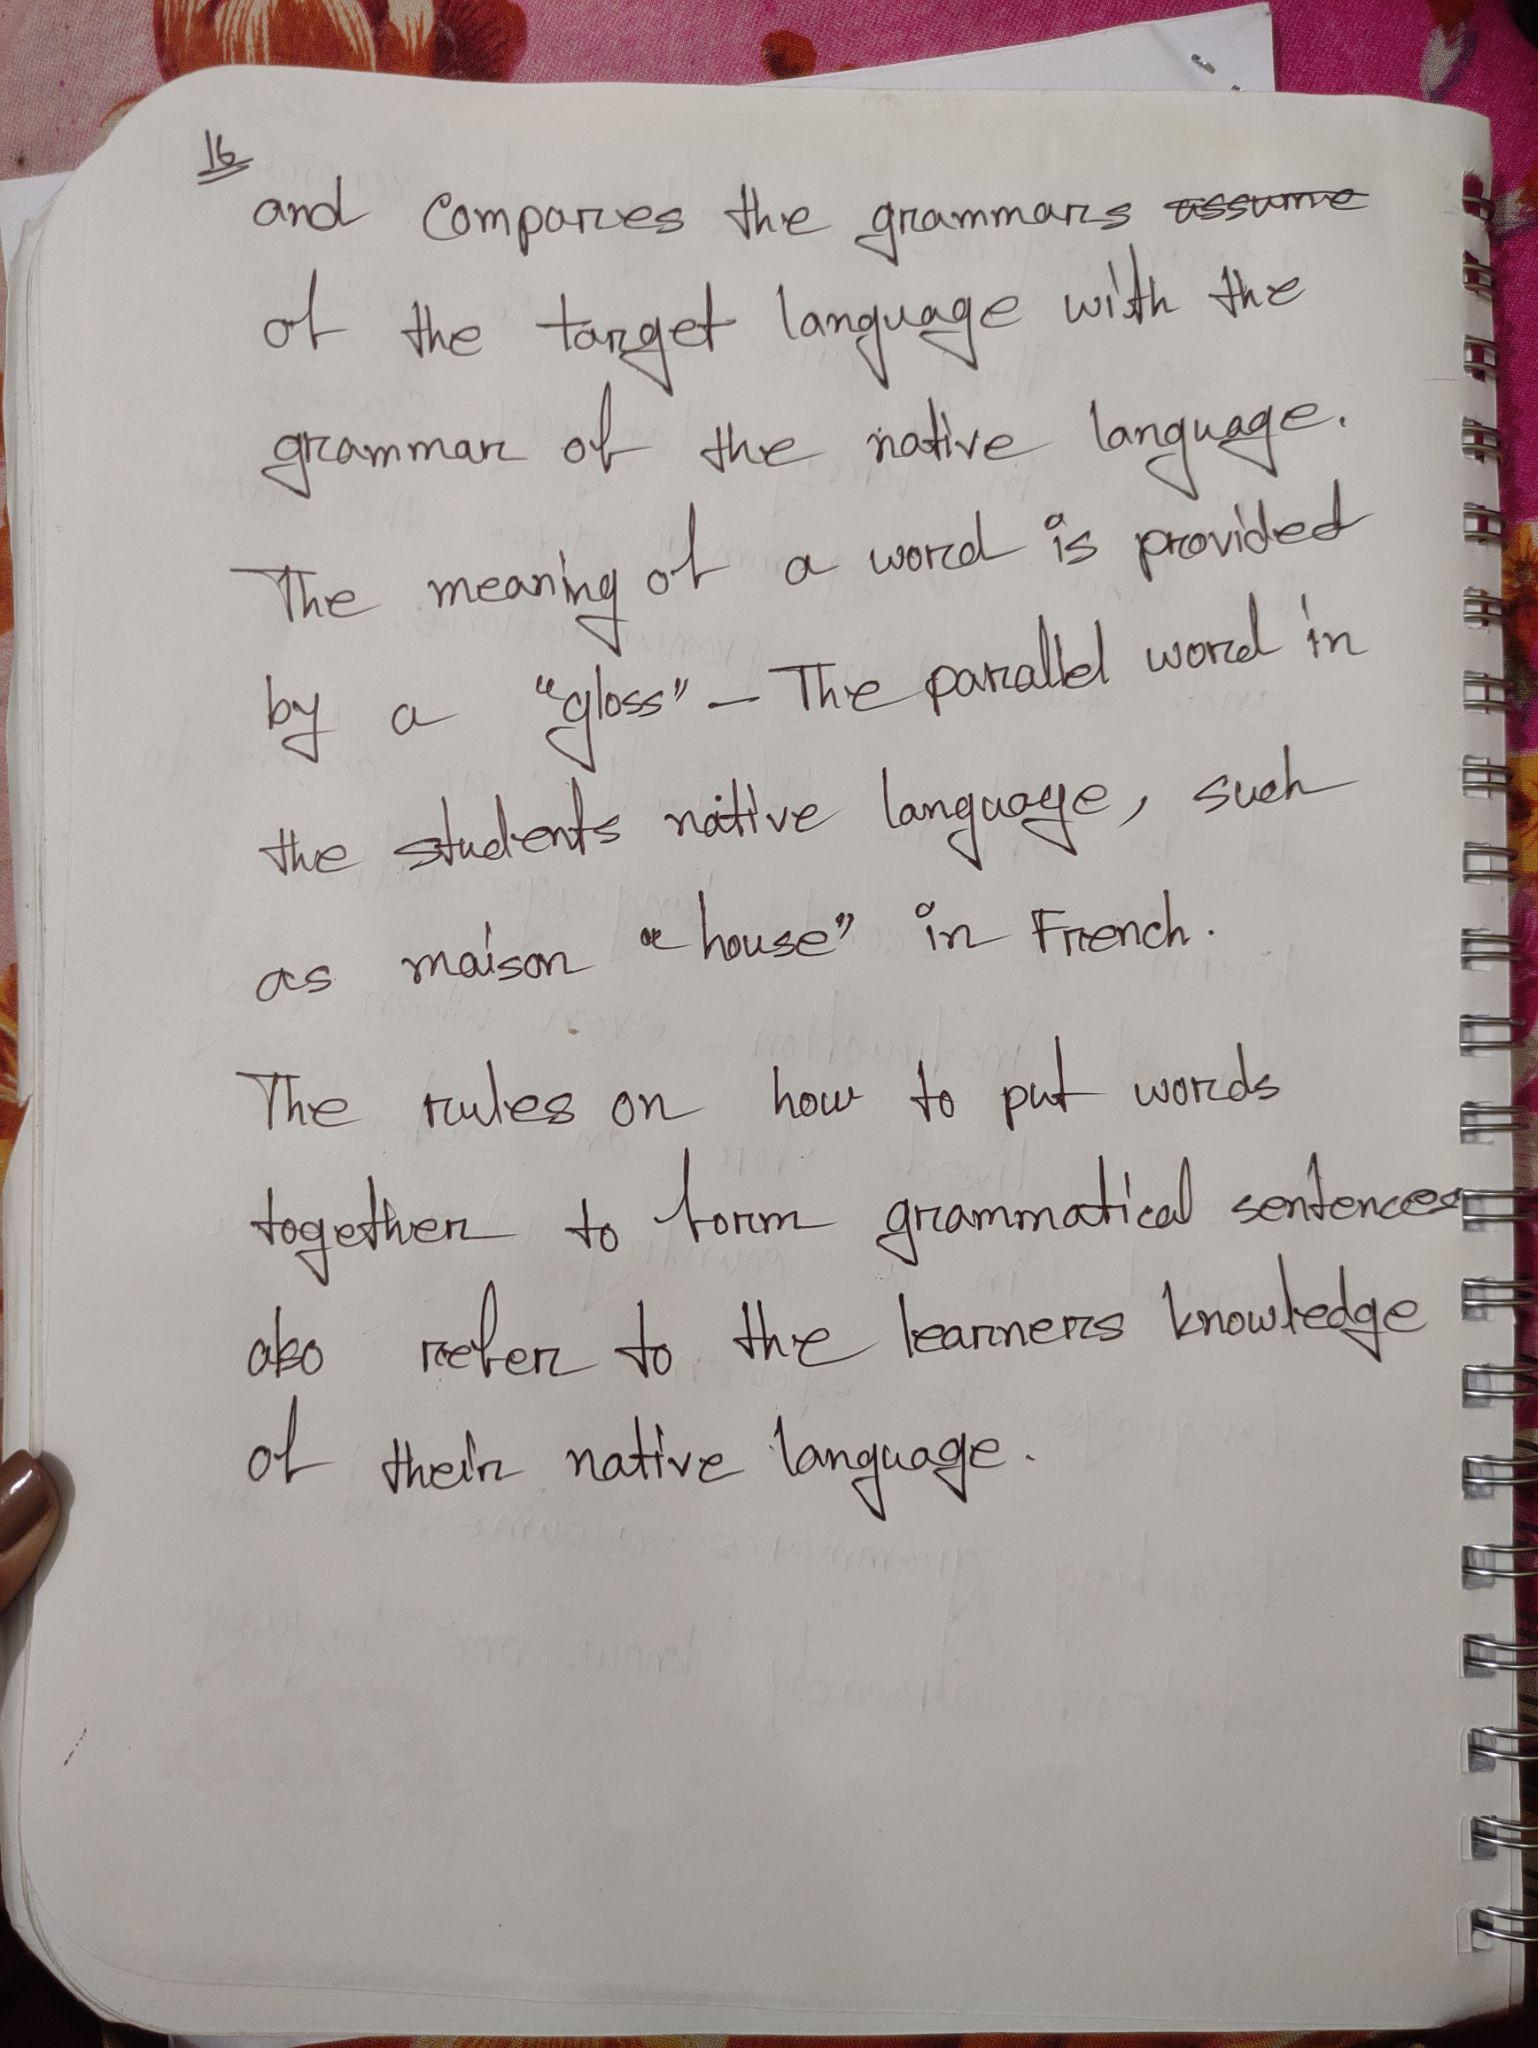 16
and compares the grammars assume
of the target language with the
grammar of the native language.
The meaning of a word is provided
by a "gloss" – The parallel word in
the students native language, such
as maison "house" in French.
The rules on how to put words
together to form grammatical sentences
also refer to the learners knowledge
of their native language.